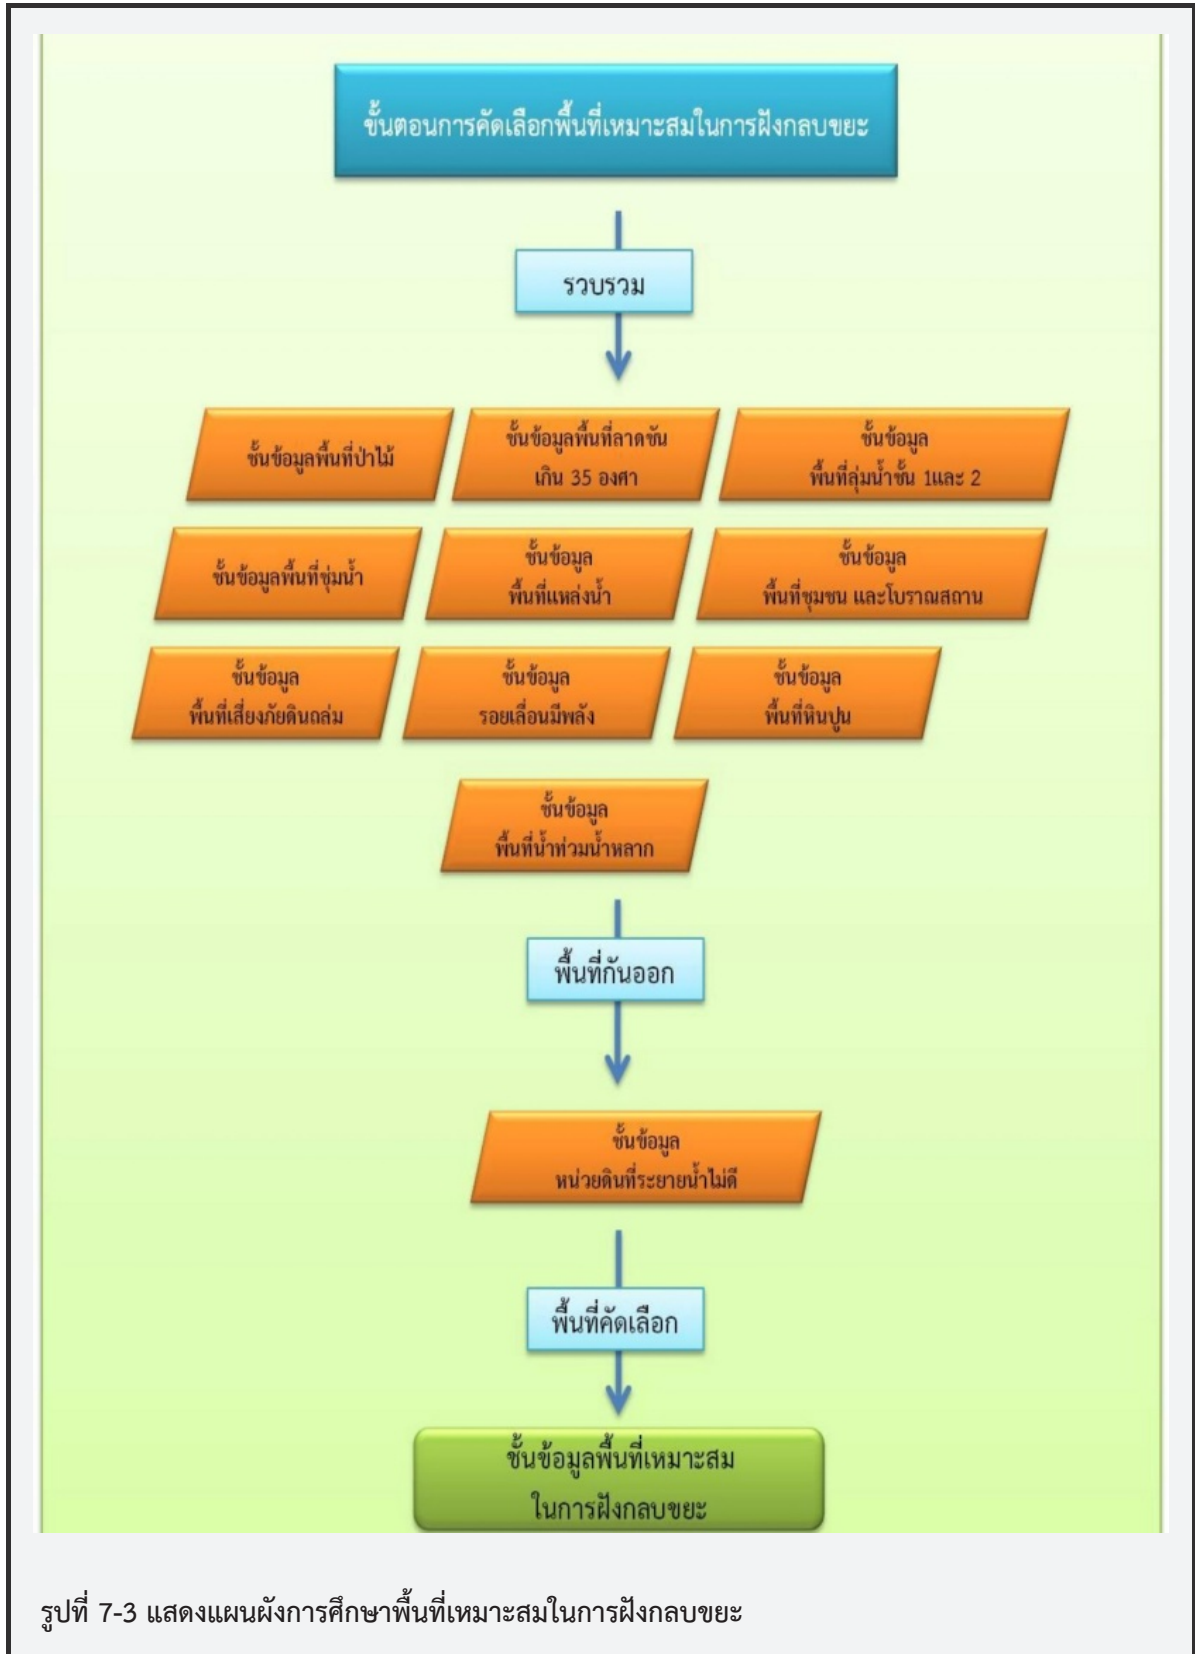 ขั้นตอนการคัดเลือกพื้นที่เหมาะสมในการฝังกลบขยะ
รวบรวม
ชั้นข้อมูลพื้นที่ป่าไม้
ชั้นข้อมูลพื้นที่ลาดชัน
เกิน 35 องศา
ชั้นข้อมูล
พื้นที่ลุ่มน้ำชั้น 1และ 2
ชั้นข้อมูลพื้นที่ชุ่มน้ำ
ชั้นข้อมูล
พื้นที่แหล่งน้ำ
ชั้นข้อมูล
พื้นที่ชุมชน และโบราณสถาน
ชั้นข้อมูล
พื้นที่เสี่ยงภัยดินถล่ม
ชั้นข้อมูล
รอยเลื่อนมีพลัง
ชั้นข้อมูล
พื้นที่หินปูน
ชั้นข้อมูล
พื้นที่น้ำท่วมน้ำหลาก
พื้นที่กันออก
ชั้นข้อมูล
หน่วยดินที่ระยายน้ำไม่ดี
พื้นที่คัดเลือก
ชั้นข้อมูลพื้นที่เหมาะสม
ในการฝังกลบขยะ
รูปที่ 7-3 แสดงแผนผังการศึกษาพื้นที่เหมาะสมในการฝังกลบขยะ